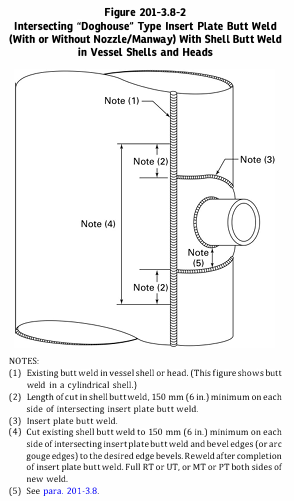 Figure 201-3.8-2
Intersecting “Doghouse” Type Insert Plate Butt Weld
(With or Without Nozzle/Manway) With Shell Butt Weld
in Vessel Shells and Heads
Note (1)
Note (2)
Note (3)
Note (4)
Note
(5)
Note (2)
NOTES:
(1) Existing butt weld in vessel shell or head. (This figure shows butt
weld in a cylindrical shell.)
(2) Length of cut in shell butt weld, 150 mm (6 in.) minimum on each
side of intersecting insert plate butt weld.
(3) Insert plate butt weld.
(4) Cut existing shell butt weld to 150 mm (6 in.) minimum on each
side of intersecting insert plate butt weld and bevel edges (or arc
gouge edges) to the desired edge bevels. Reweld after completion
of insert plate butt weld. Full RT or UT, or MT or PT both sides of
new weld.
(5) See para. 201-3.8.